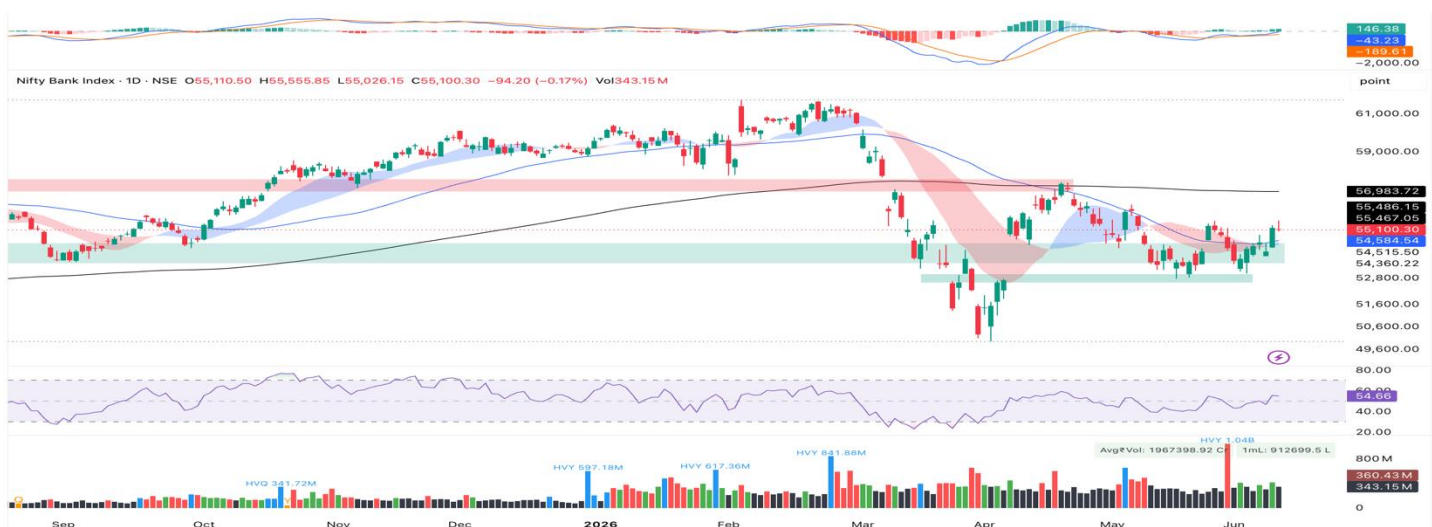 146.38
−43.23
−189.61
−2,000.00
Nifty Bank Index · 1D · NSE O55,110.50 H55,555.85 L55,026.15 C55,100.30 −94.20 (−0.17%) Vol343.15 M
point
61,000.00
59,000.00
56,983.72
55,486.15
55,467.05
55,100.30
54,584.54
54,515.50
54,360.22
52,800.00
51,600.00
50,600.00
49,600.00
80.00
54.66
40.00
20.00
HVY 1.04B
HVY 841.88M
Avg₹Vol: 1967398.92 Cr
1mL: 912699.5 L
HVY 597.18M
HVY 617.36M
HVQ 341.72M
800 M
360.43 M
343.15 M
0
Sep Oct Nov Dec 2026 Feb Mar Apr May Jun